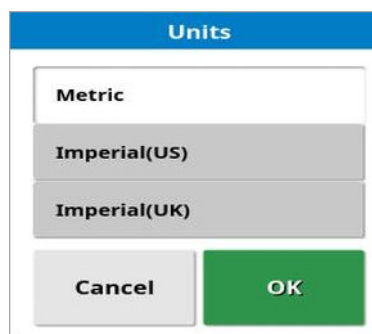 Units
Metric
Imperial(US)
Imperial(UK)
Cancel OK